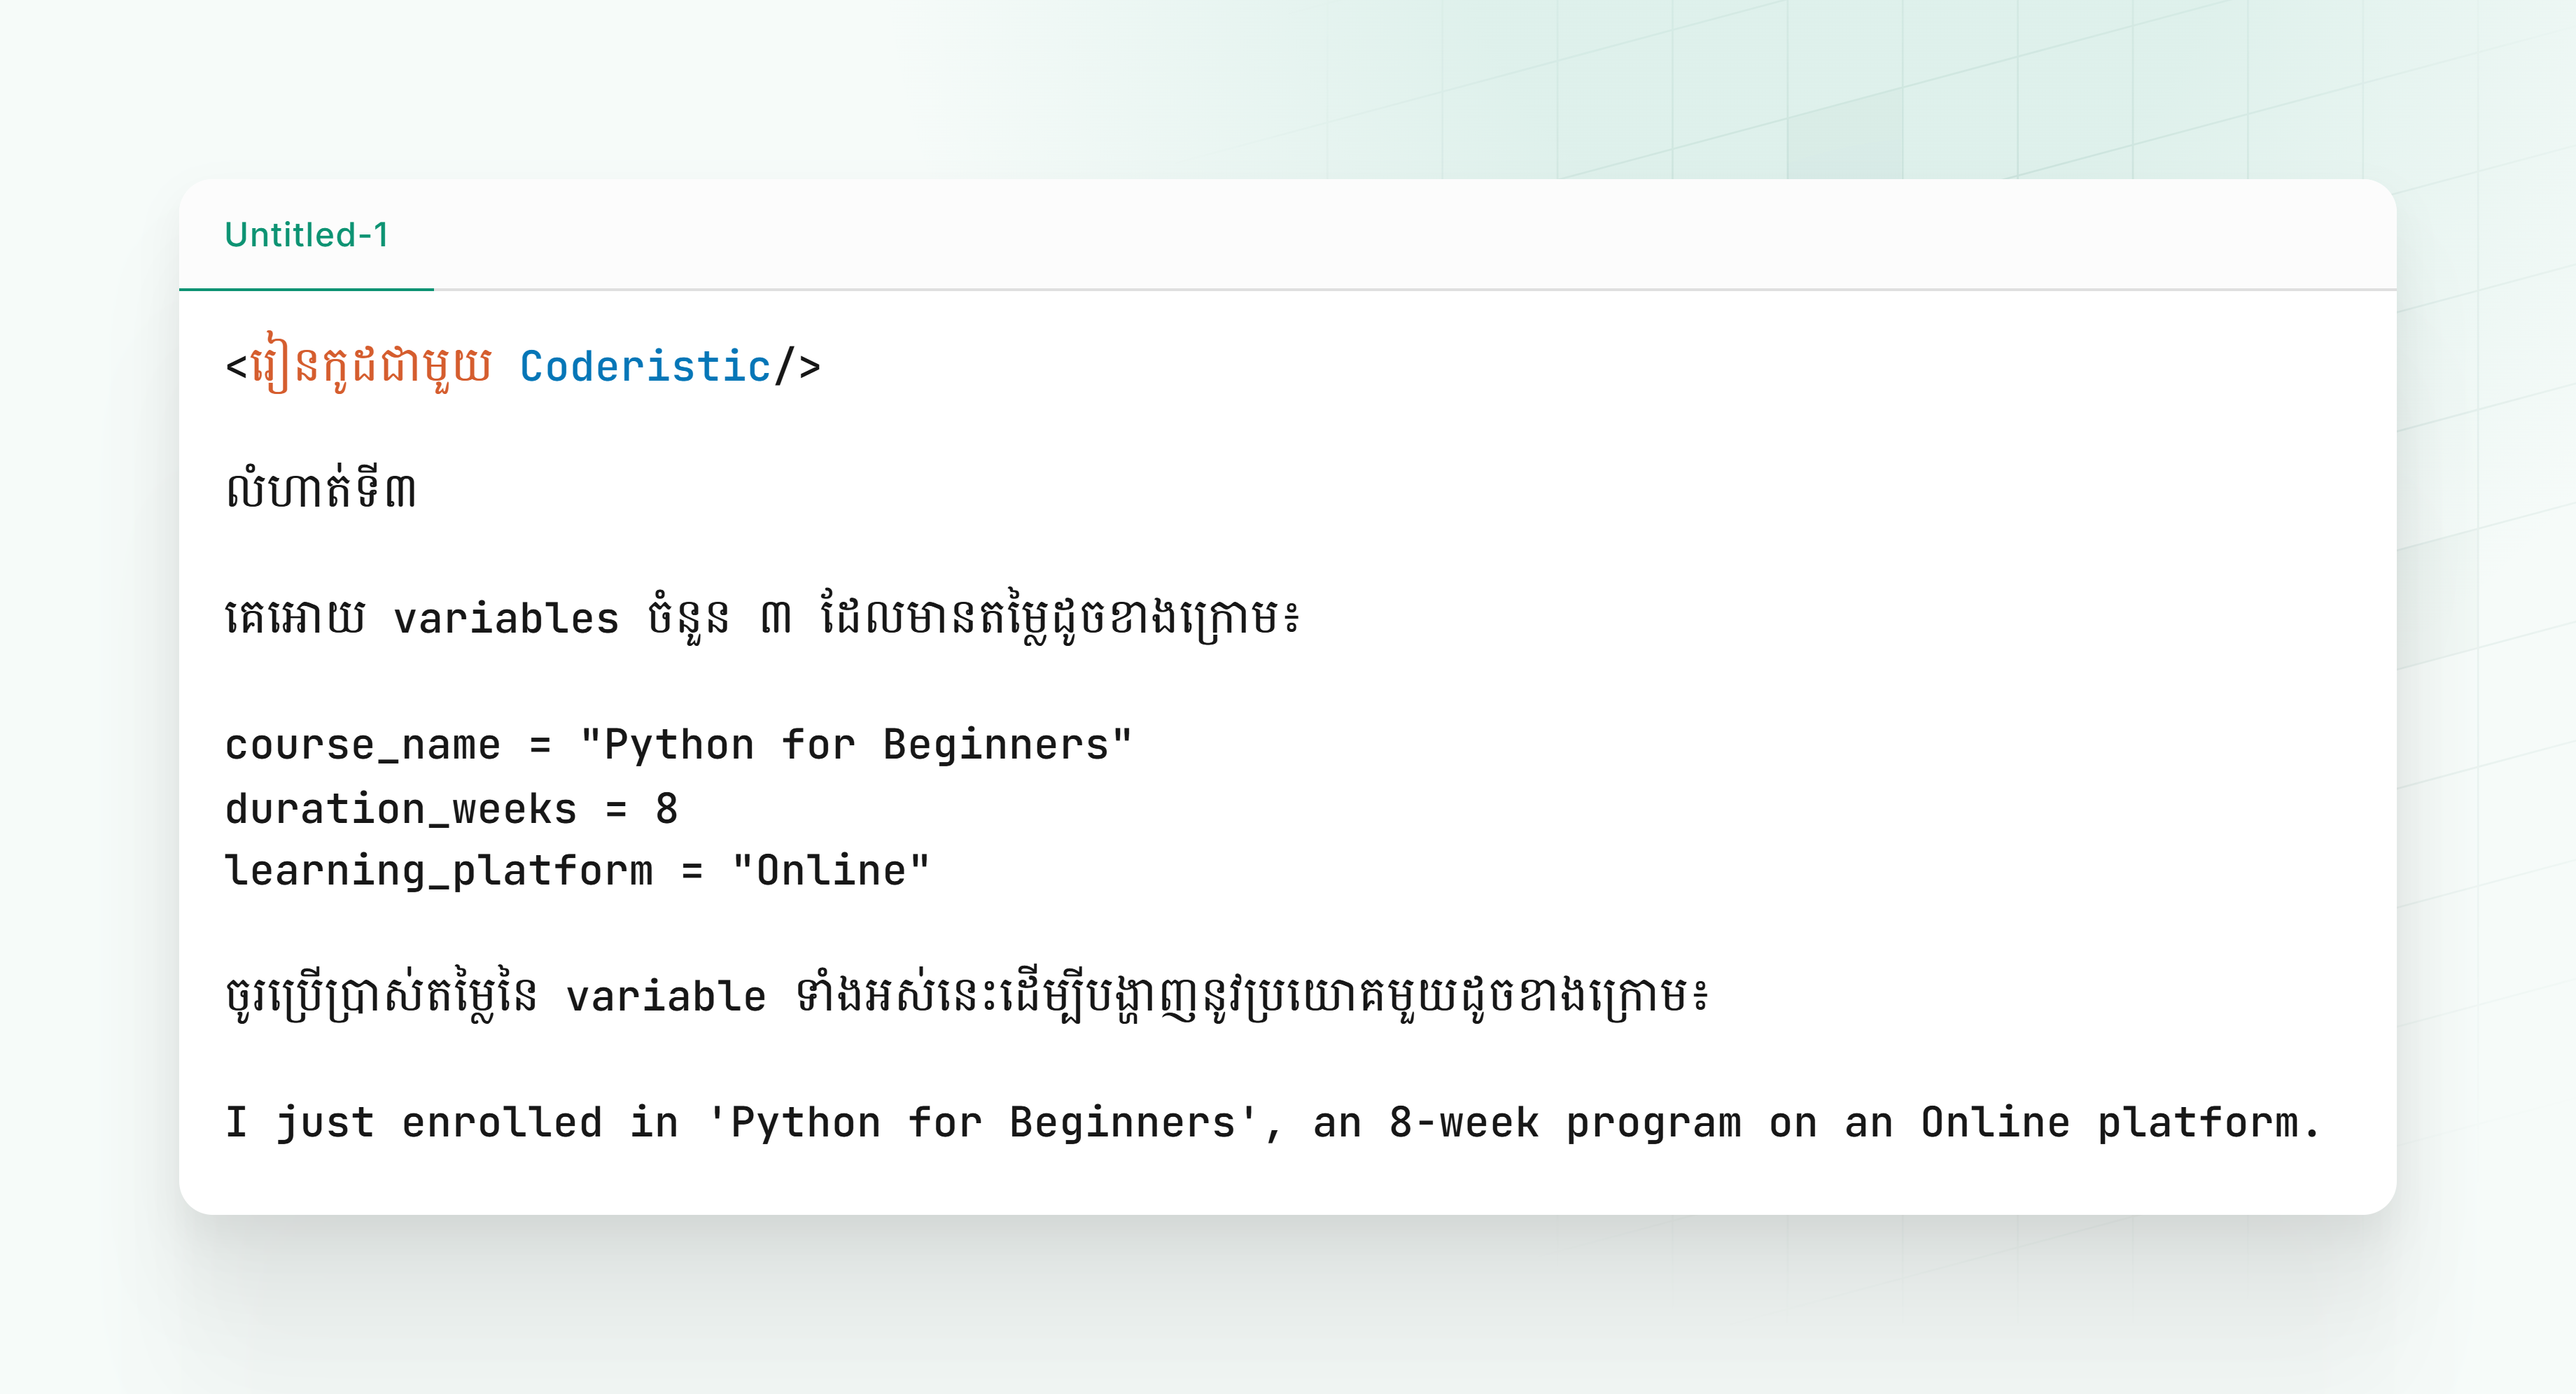 Untitled-1
<រៀនកូដជាមួយ Coderistic/>
លំហាត់ទី៣
គេអោយ variables ចំនួន ៣ ដែលមានតម្លៃដូចខាងក្រោម៖
course_name = "Python for Beginners"
duration_weeks = 8
learning_platform = "Online"
ចូរប្រើប្រាស់តម្លៃនៃ variable ទាំងអស់នេះដើម្បីបង្ហាញនូវប្រយោគមួយដូចខាងក្រោម៖
I just enrolled in 'Python for Beginners', an 8-week program on an Online platform.